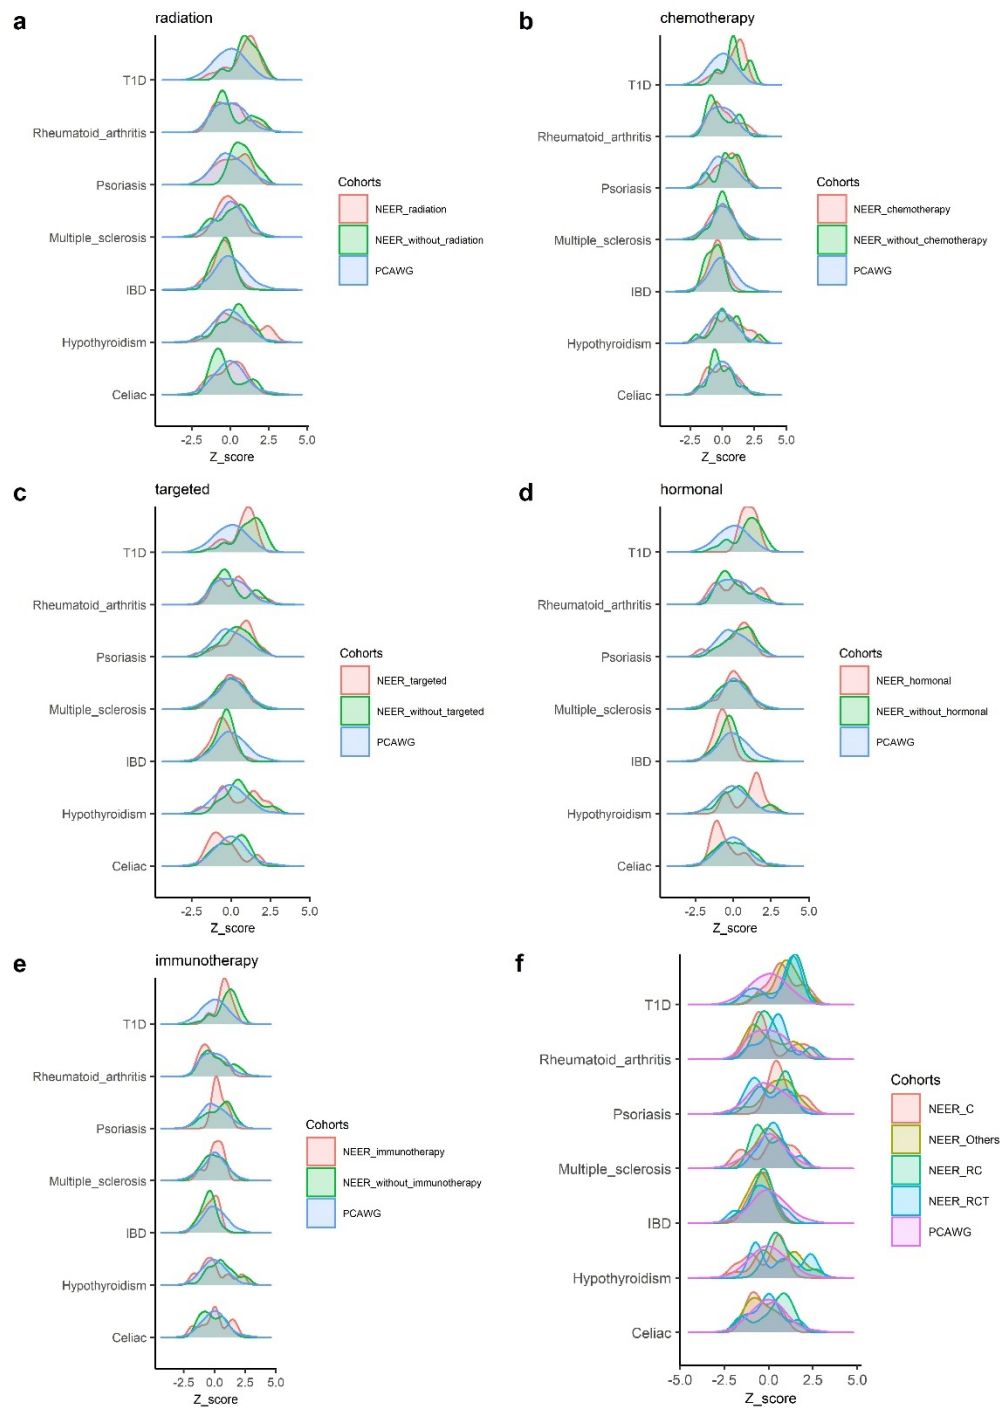 a
radiation
T1D
Rheumatoid_arthritis
Psoriasis
Multiple_sclerosis
IBD
Hypothyroidism
Celiac
-2.5 0.0 2.5 5.0
Z_score
Cohorts
NEER_radiation
NEER_without_radiation
PCAWG
b
chemotherapy
T1D
Rheumatoid_arthritis
Psoriasis
Multiple_sclerosis
IBD
Hypothyroidism
Celiac
-2.5 0.0 2.5 5.0
Z_score
Cohorts
NEER_chemotherapy
NEER_without_chemotherapy
PCAWG
c
targeted
T1D
Rheumatoid_arthritis
Psoriasis
Multiple_sclerosis
IBD
Hypothyroidism
Celiac
-2.5 0.0 2.5 5.0
Z_score
Cohorts
NEER_targeted
NEER_without_targeted
PCAWG
d
hormonal
T1D
Rheumatoid_arthritis
Psoriasis
Multiple_sclerosis
IBD
Hypothyroidism
Celiac
-2.5 0.0 2.5 5.0
Z_score
Cohorts
NEER_hormonal
NEER_without_hormonal
PCAWG
e
immunotherapy
T1D
Rheumatoid_arthritis
Psoriasis
Multiple_sclerosis
IBD
Hypothyroidism
Celiac
-2.5 0.0 2.5 5.0
Z_score
Cohorts
NEER_immunotherapy
NEER_without_immunotherapy
PCAWG
f
T1D
Rheumatoid_arthritis
Psoriasis
Multiple_sclerosis
IBD
Hypothyroidism
Celiac
-5.0 -2.5 0.0 2.5 5.0
Z_score
Cohorts
NEER_C
NEER_Others
NEER_RC
NEER_RCT
PCAWG